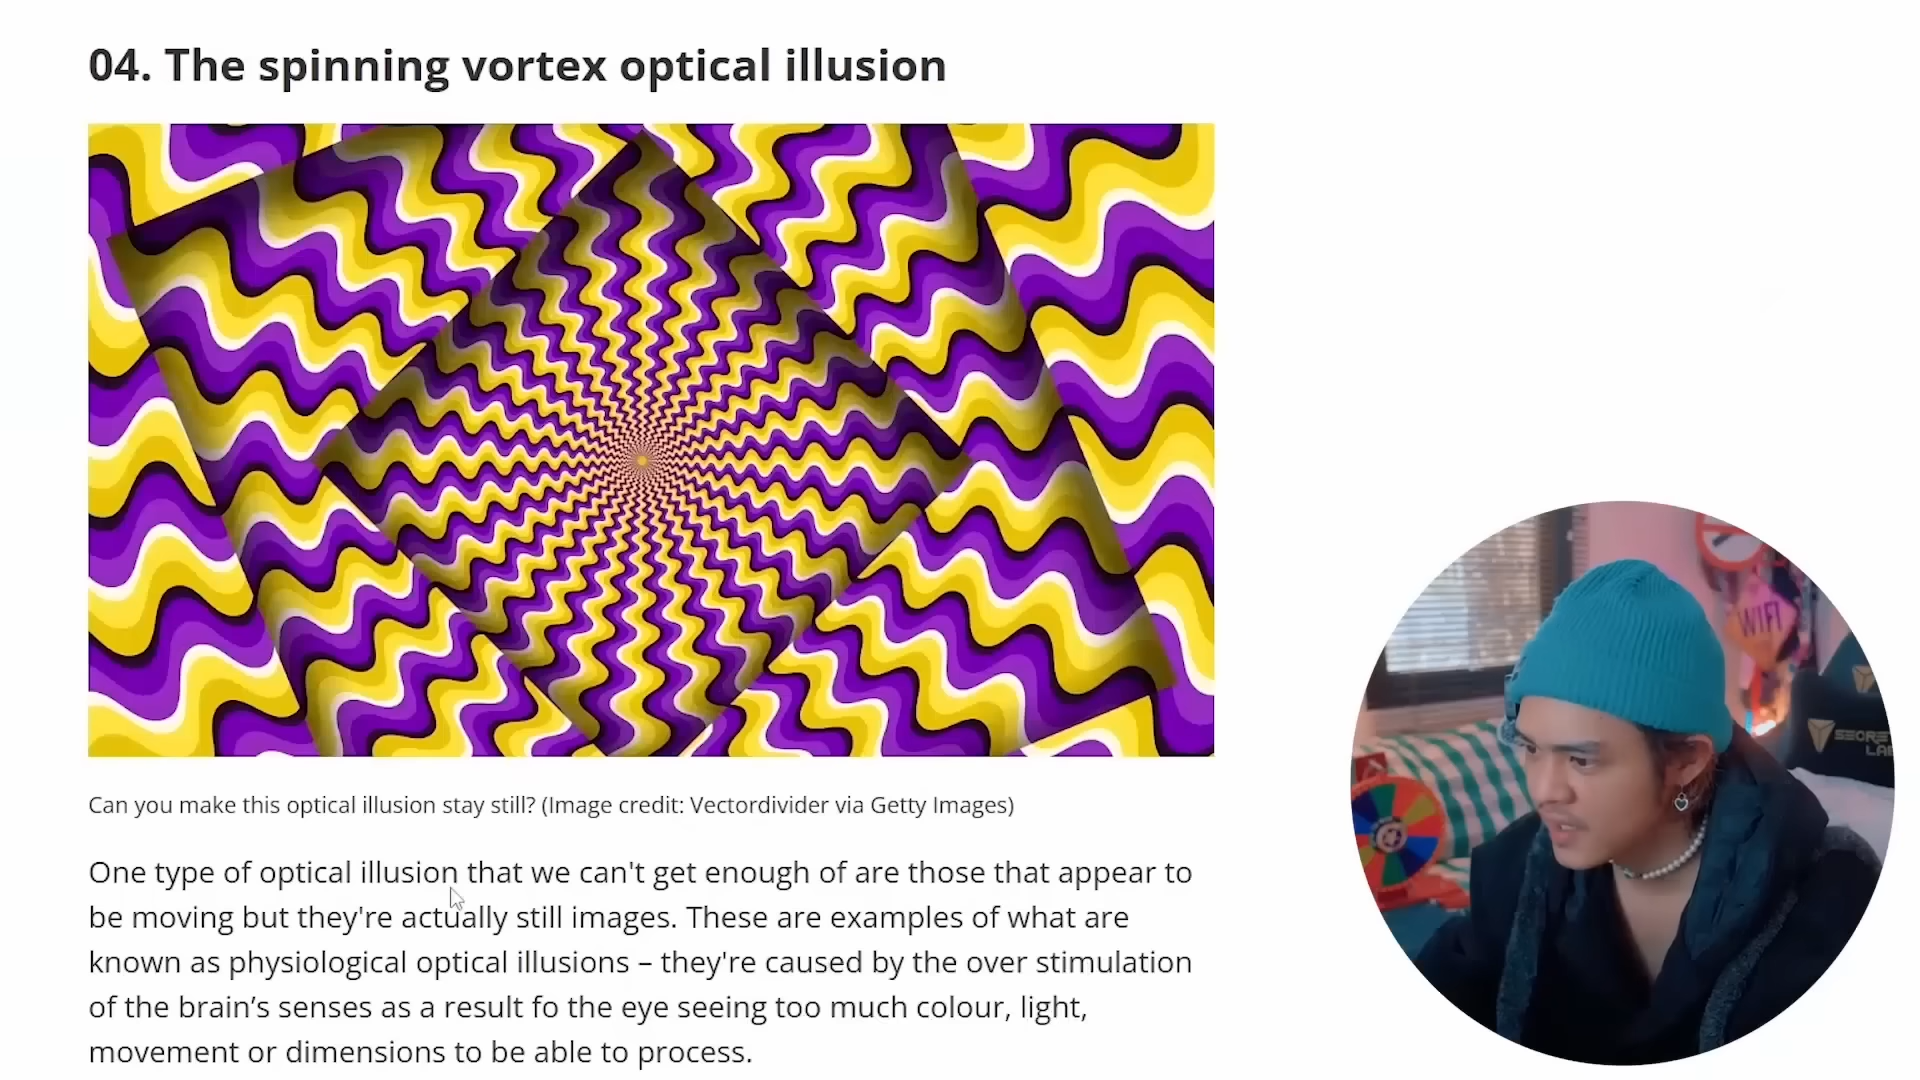 04. The spinning vortex optical illusion
Can you make this optical illusion stay still? (Image credit: Vectordivider via Getty Images)
One type of optical illusion that we can't get enough of are those that appear to
be moving but they're actually still images. These are examples of what are
known as physiological optical illusions – they're caused by the over stimulation
of the brain’s senses as a result fo the eye seeing too much colour, light,
movement or dimensions to be able to process.
WIFI
SECRE
LA